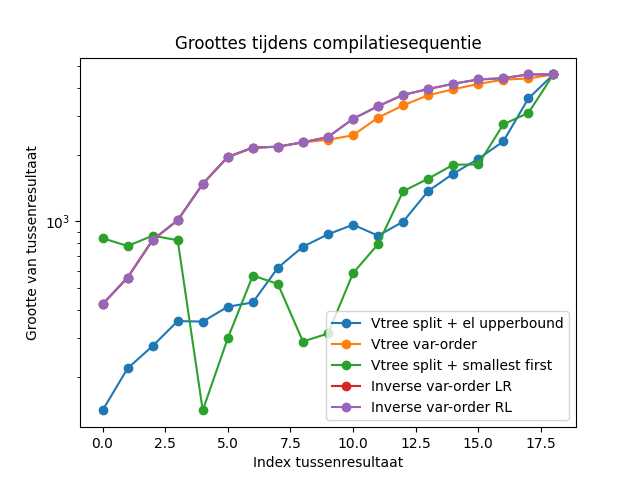 Groottes tijdens compilatiesequentie
Grootte van tussenresultaat
10³
Vtree split + el upperbound
Vtree var-order
Vtree split + smallest first
Inverse var-order LR
Inverse var-order RL
0.0 2.5 5.0 7.5 10.0 12.5 15.0 17.5
Index tussenresultaat